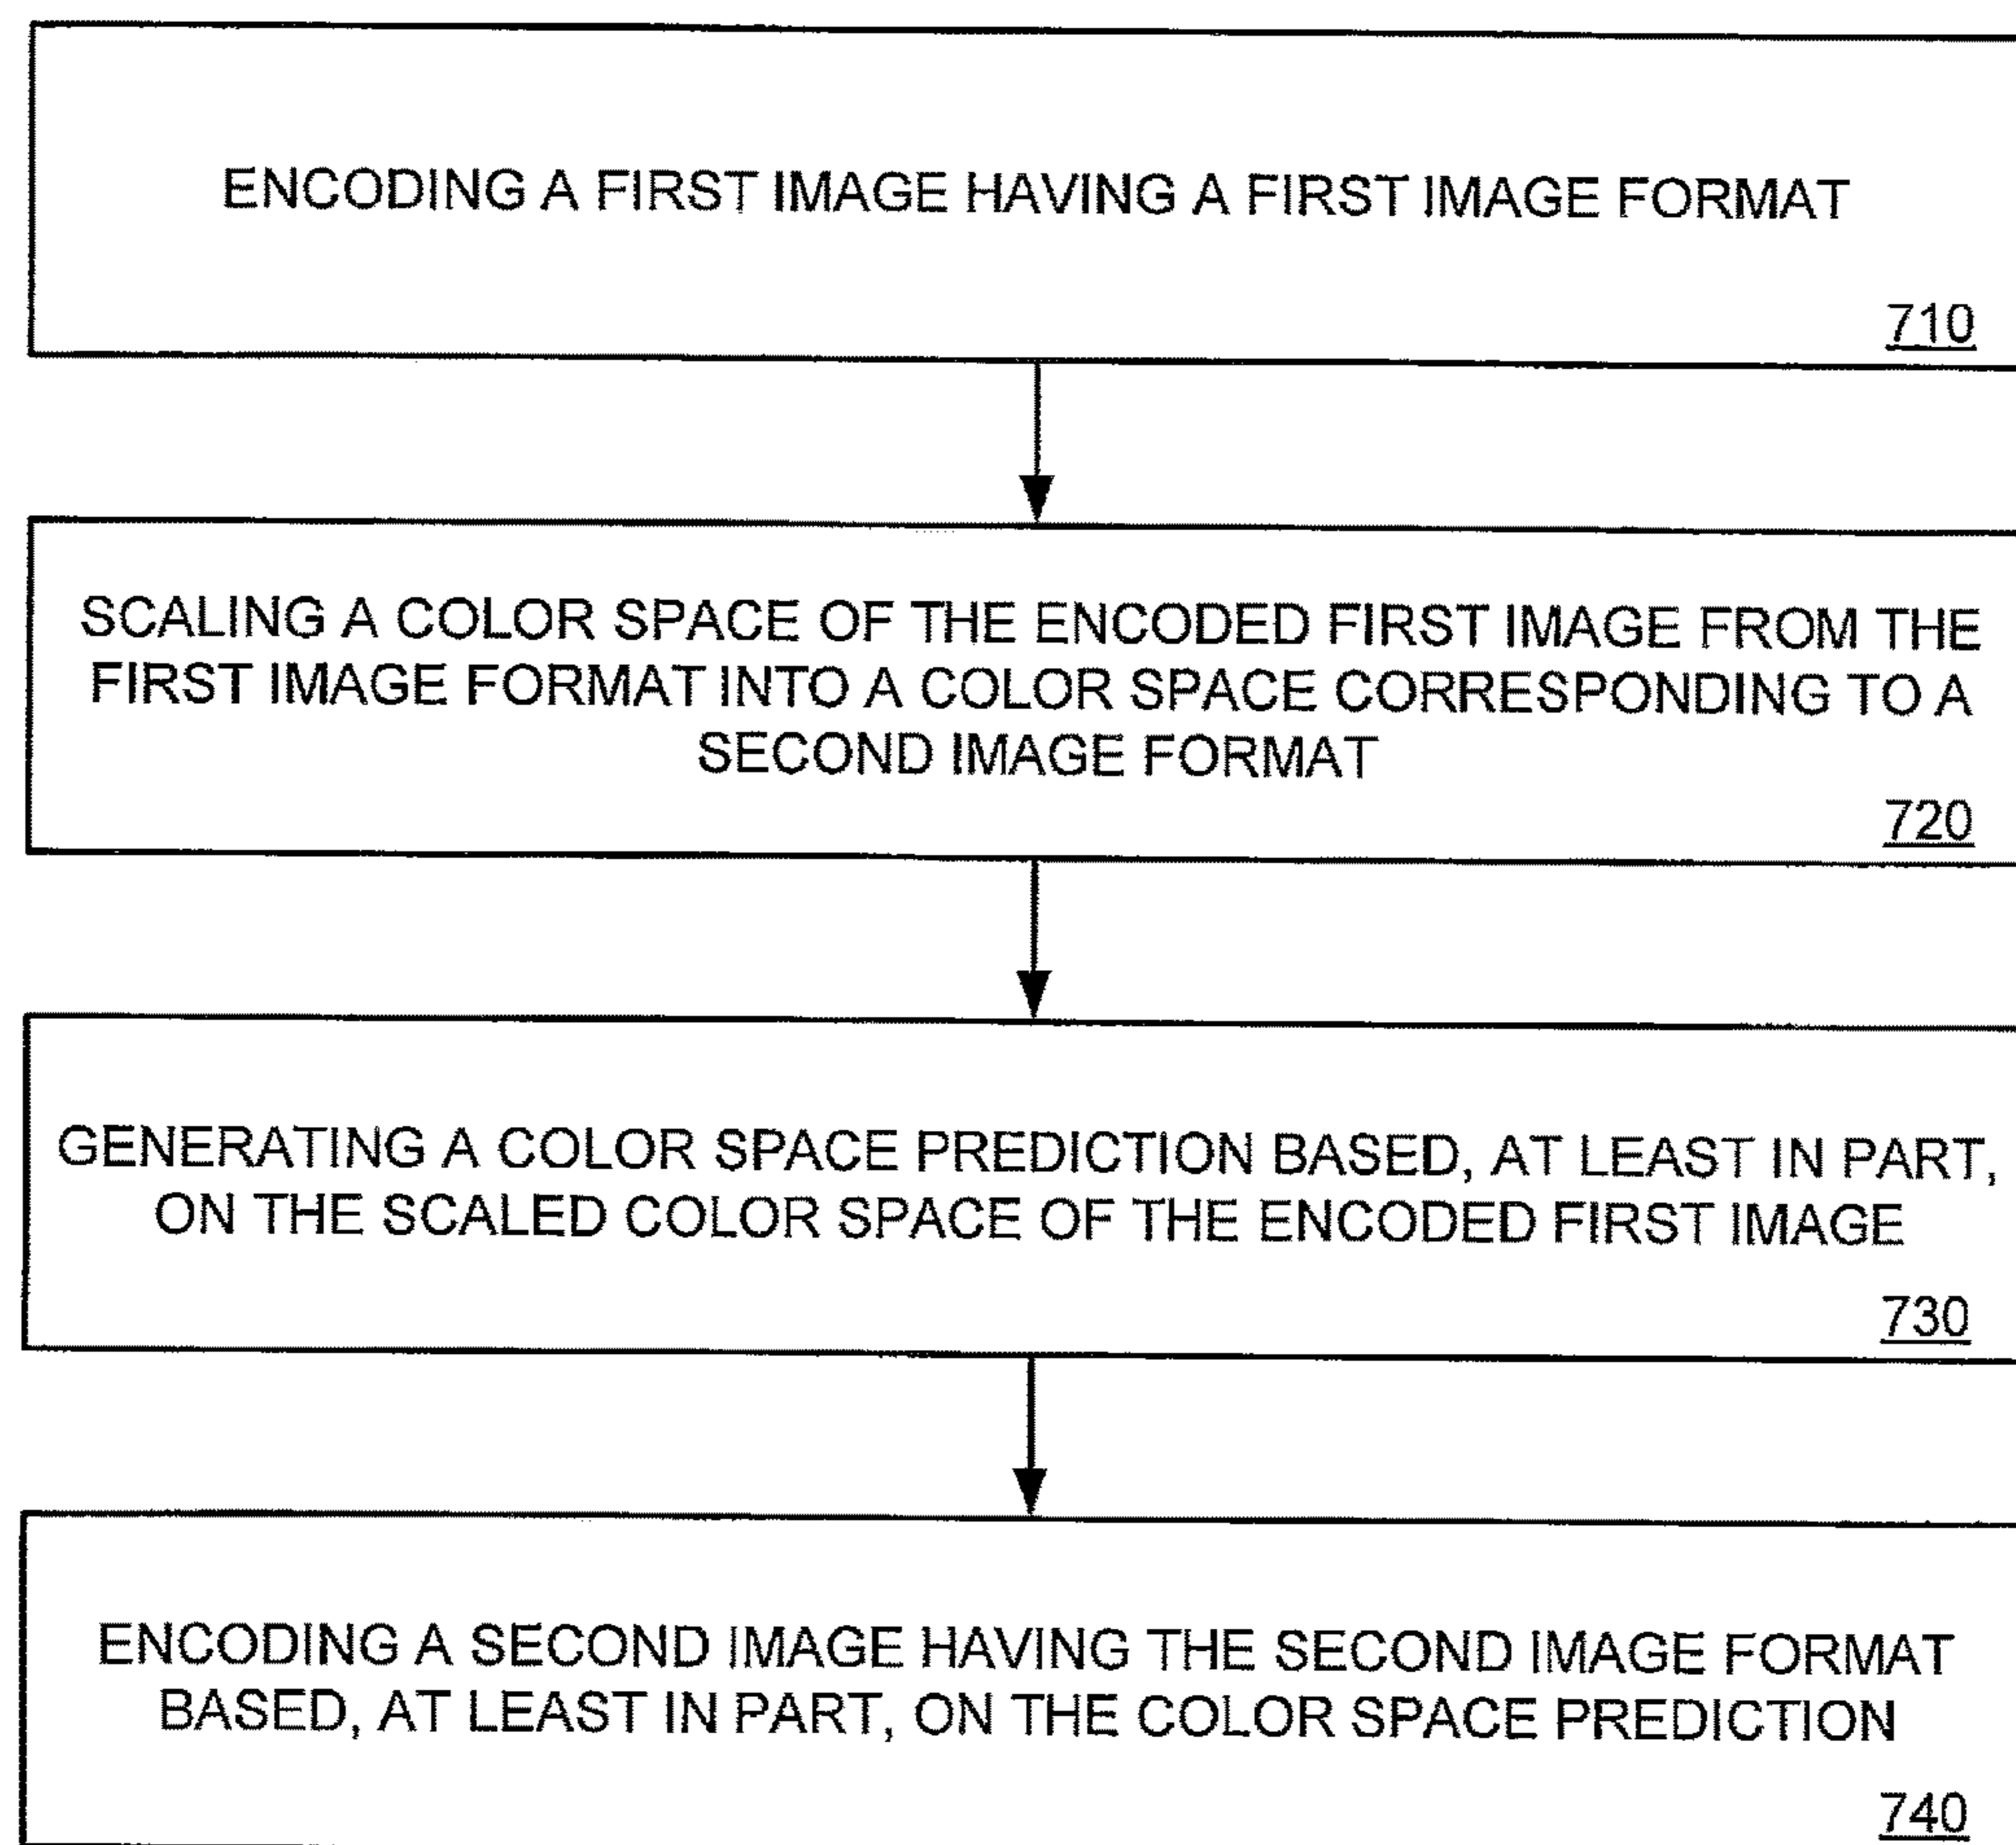 ENCODING A FIRST IMAGE HAVING A FIRST IMAGE FORMAT
710
SCALING A COLOR SPACE OF THE ENCODED FIRST IMAGE FROM THE
FIRST IMAGE FORMAT INTO A COLOR SPACE CORRESPONDING TO A
SECOND IMAGE FORMAT
720
GENERATING A COLOR SPACE PREDICTION BASED, AT LEAST IN PART,
ON THE SCALED COLOR SPACE OF THE ENCODED FIRST IMAGE
730
ENCODING A SECOND IMAGE HAVING THE SECOND IMAGE FORMAT
BASED, AT LEAST IN PART, ON THE COLOR SPACE PREDICTION
740